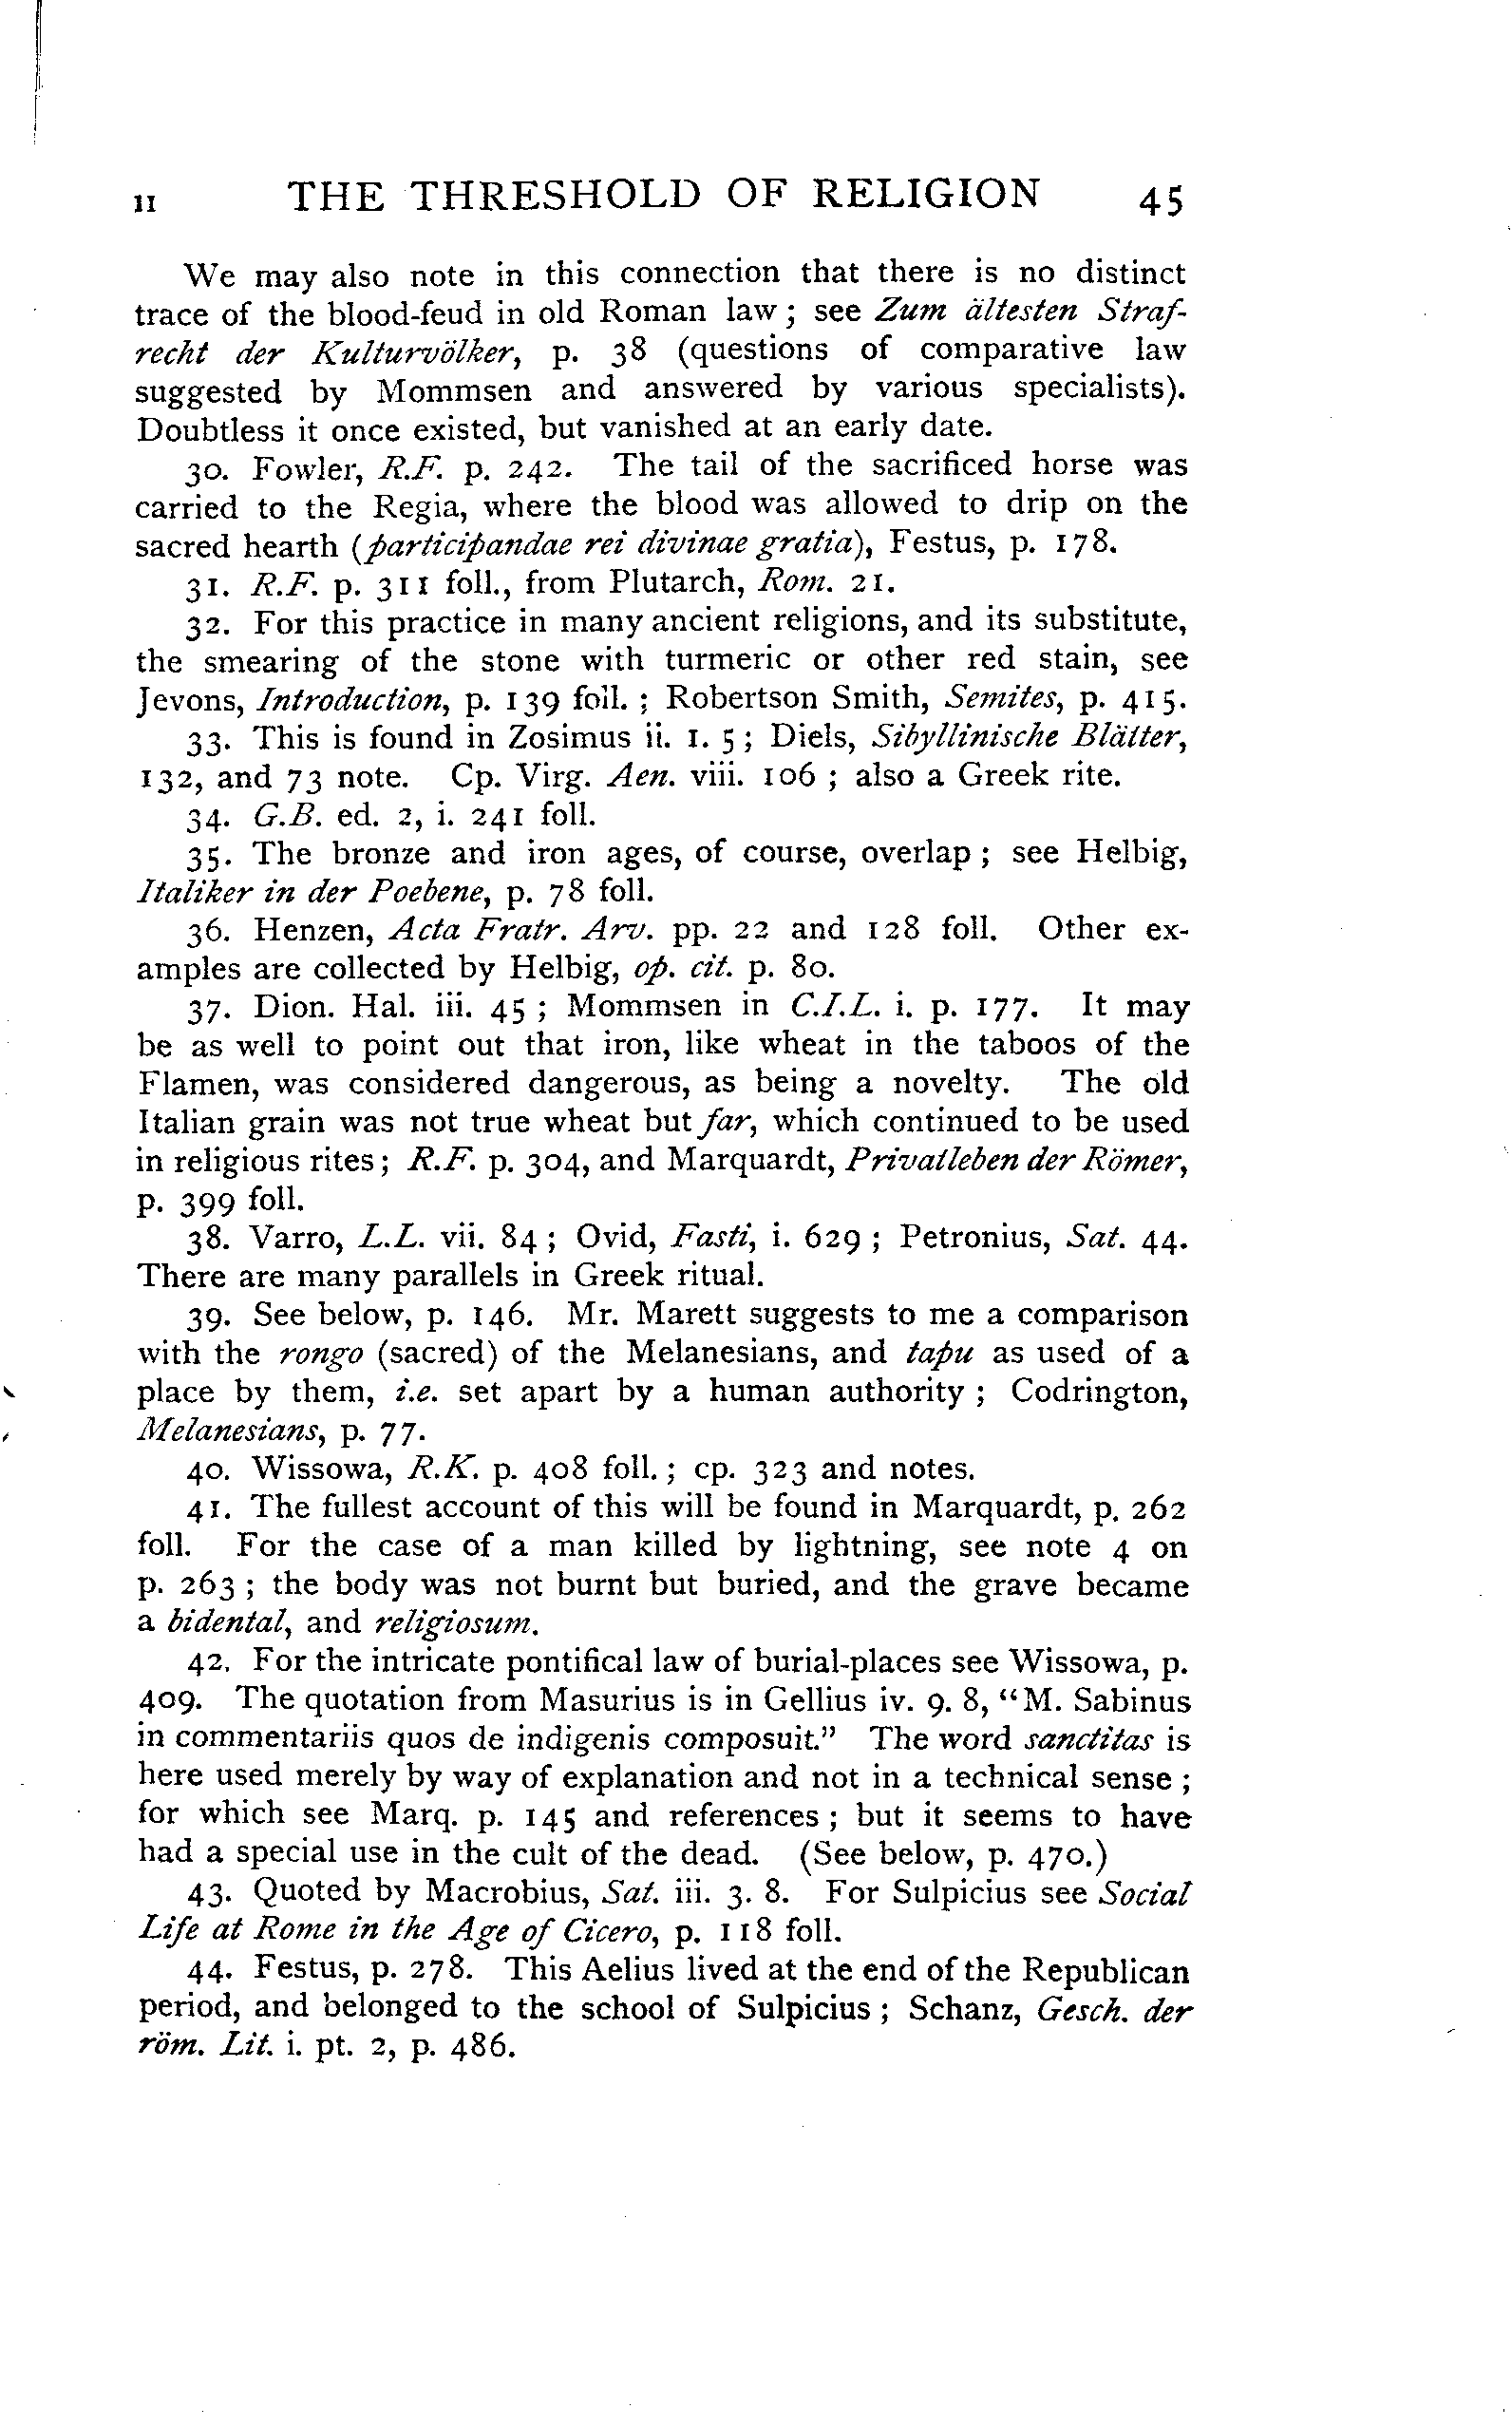 II THE THRESHOLD OF RELIGION 45
We may also note in this connection that there is no distinct
trace of the blood-feud in old Roman law ; see Zum ältesten Straf-
recht der Kulturvölker, p. 38 (questions of comparative law
suggested by Mommsen and answered by various specialists).
Doubtless it once existed, but vanished at an early date.
30. Fowler, R.F. p. 242. The tail of the sacrificed horse was
carried to the Regia, where the blood was allowed to drip on the
sacred hearth (participandae rei divinae gratia), Festus, p. 178.
31. R.F. p. 311 foll., from Plutarch, Rom. 21.
32. For this practice in many ancient religions, and its substitute,
the smearing of the stone with turmeric or other red stain, see
Jevons, Introduction, p. 139 foll. ; Robertson Smith, Semites, p. 415.
33. This is found in Zosimus ii. 1. 5 ; Diels, Sibyllinische Blätter,
132, and 73 note. Cp. Virg. Aen. viii. 106 ; also a Greek rite.
34. G.B. ed. 2, i. 241 foll.
35. The bronze and iron ages, of course, overlap ; see Helbig,
Italiker in der Poebene, p. 78 foll.
36. Henzen, Acta Fratr. Arv. pp. 22 and 128 foll. Other ex-
amples are collected by Helbig, op. cit. p. 80.
37. Dion. Hal. iii. 45 ; Mommsen in C.I.L. i. p. 177. It may
be as well to point out that iron, like wheat in the taboos of the
Flamen, was considered dangerous, as being a novelty. The old
Italian grain was not true wheat but far, which continued to be used
in religious rites ; R.F. p. 304, and Marquardt, Privatleben der Römer,
p. 399 foll.
38. Varro, L.L. vii. 84 ; Ovid, Fasti, i. 629 ; Petronius, Sat. 44.
There are many parallels in Greek ritual.
39. See below, p. 146. Mr. Marett suggests to me a comparison
with the rongo (sacred) of the Melanesians, and tapu as used of a
place by them, i.e. set apart by a human authority ; Codrington,
Melanesians, p. 77.
40. Wissowa, R.K. p. 408 foll. ; cp. 323 and notes.
41. The fullest account of this will be found in Marquardt, p. 262
foll. For the case of a man killed by lightning, see note 4 on
p. 263 ; the body was not burnt but buried, and the grave became
a bidental, and religiosum.
42. For the intricate pontifical law of burial-places see Wissowa, p.
409. The quotation from Masurius is in Gellius iv. 9. 8, “M. Sabinus
in commentariis quos de indigenis composuit.” The word sanctitas is
here used merely by way of explanation and not in a technical sense ;
for which see Marq. p. 145 and references ; but it seems to have
had a special use in the cult of the dead. (See below, p. 470.)
43. Quoted by Macrobius, Sat. iii. 3. 8. For Sulpicius see Social
Life at Rome in the Age of Cicero, p. 118 foll.
44. Festus, p. 278. This Aelius lived at the end of the Republican
period, and belonged to the school of Sulpicius ; Schanz, Gesch. der
röm. Lit. i. pt. 2, p. 486.